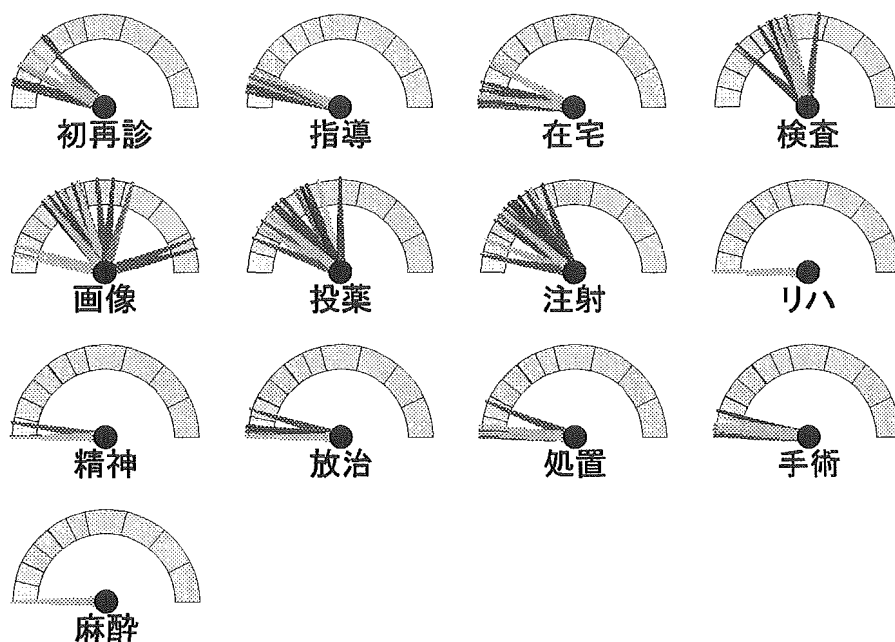 初再診 指導 在宅 検査
画像 投薬 注射 リハ
精神 放治 処置 手術
麻酔